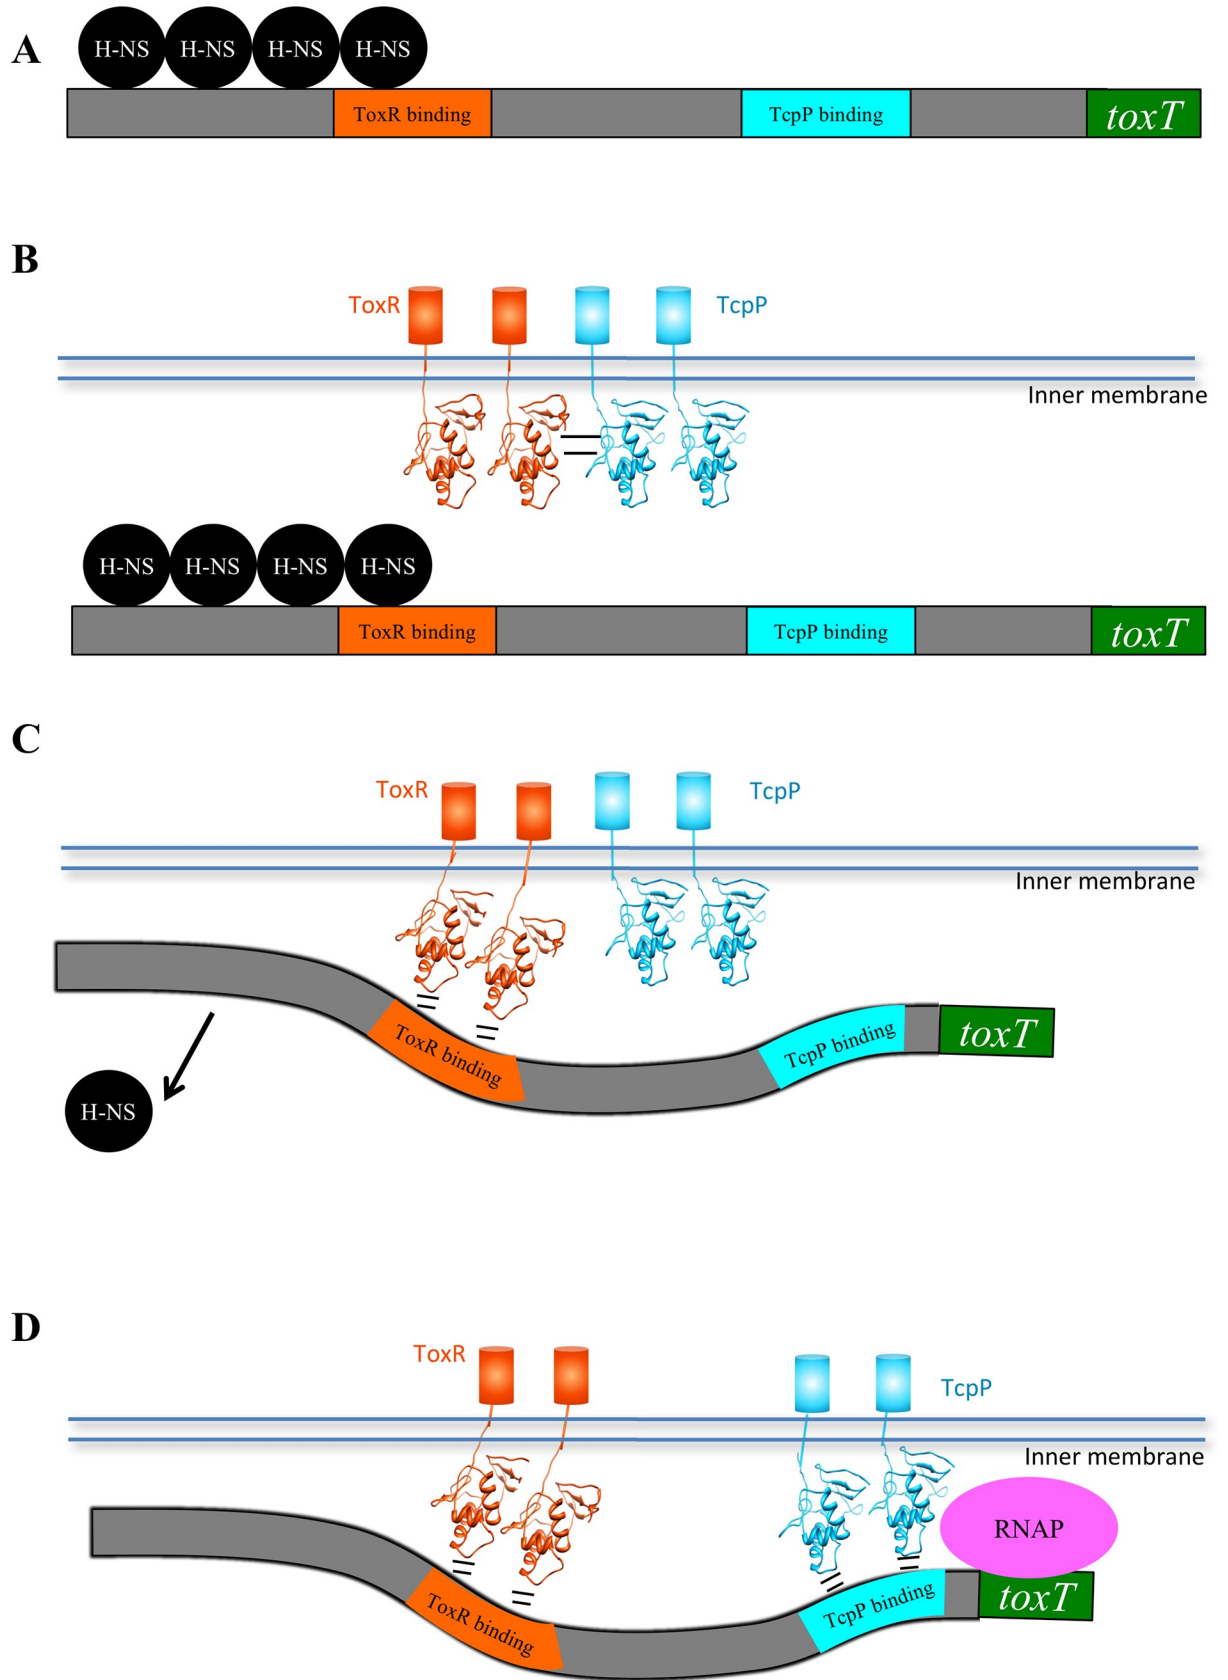 A
H-NS H-NS H-NS H-NS
ToxR binding TcpP binding toxT
B
ToxR TcpP
Inner membrane
H-NS H-NS H-NS H-NS
ToxR binding TcpP binding toxT
C
ToxR TcpP
Inner membrane
ToxR binding TcpP binding toxT
H-NS
D
ToxR TcpP
Inner membrane
RNAP
ToxR binding TcpP binding toxT